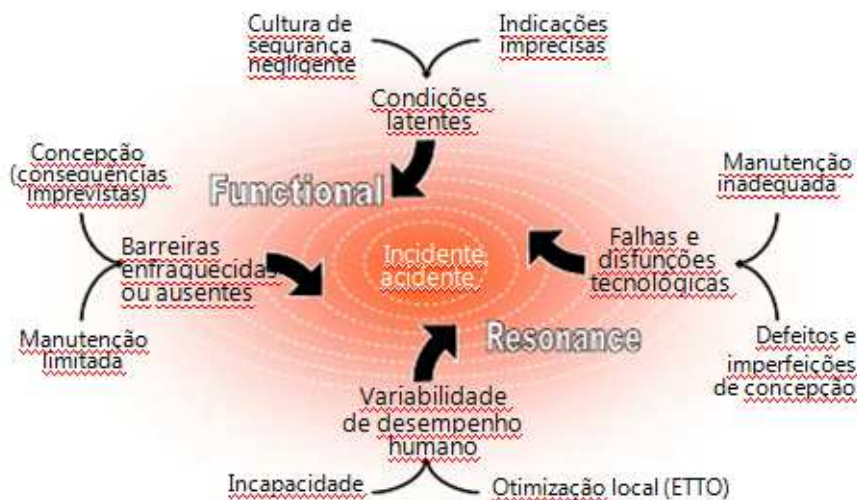 Cultura de
segurança
neqligente
Indicações
imprecisas
Condições
latentes
Concepção
(consequências
imprevistas)
Functional
Manutenção
inadequada
Barreiras
enfraquecidas
ou ausentes
Incidente,
acidente,
Falhas e
disfunções
tecnológicas
Manutenção
limitada
Resonance
Defeitos e
imperfeições
de concepção
Variabilidade
de desempenho
humano
Incapacidade
Otimização local (ETTO)